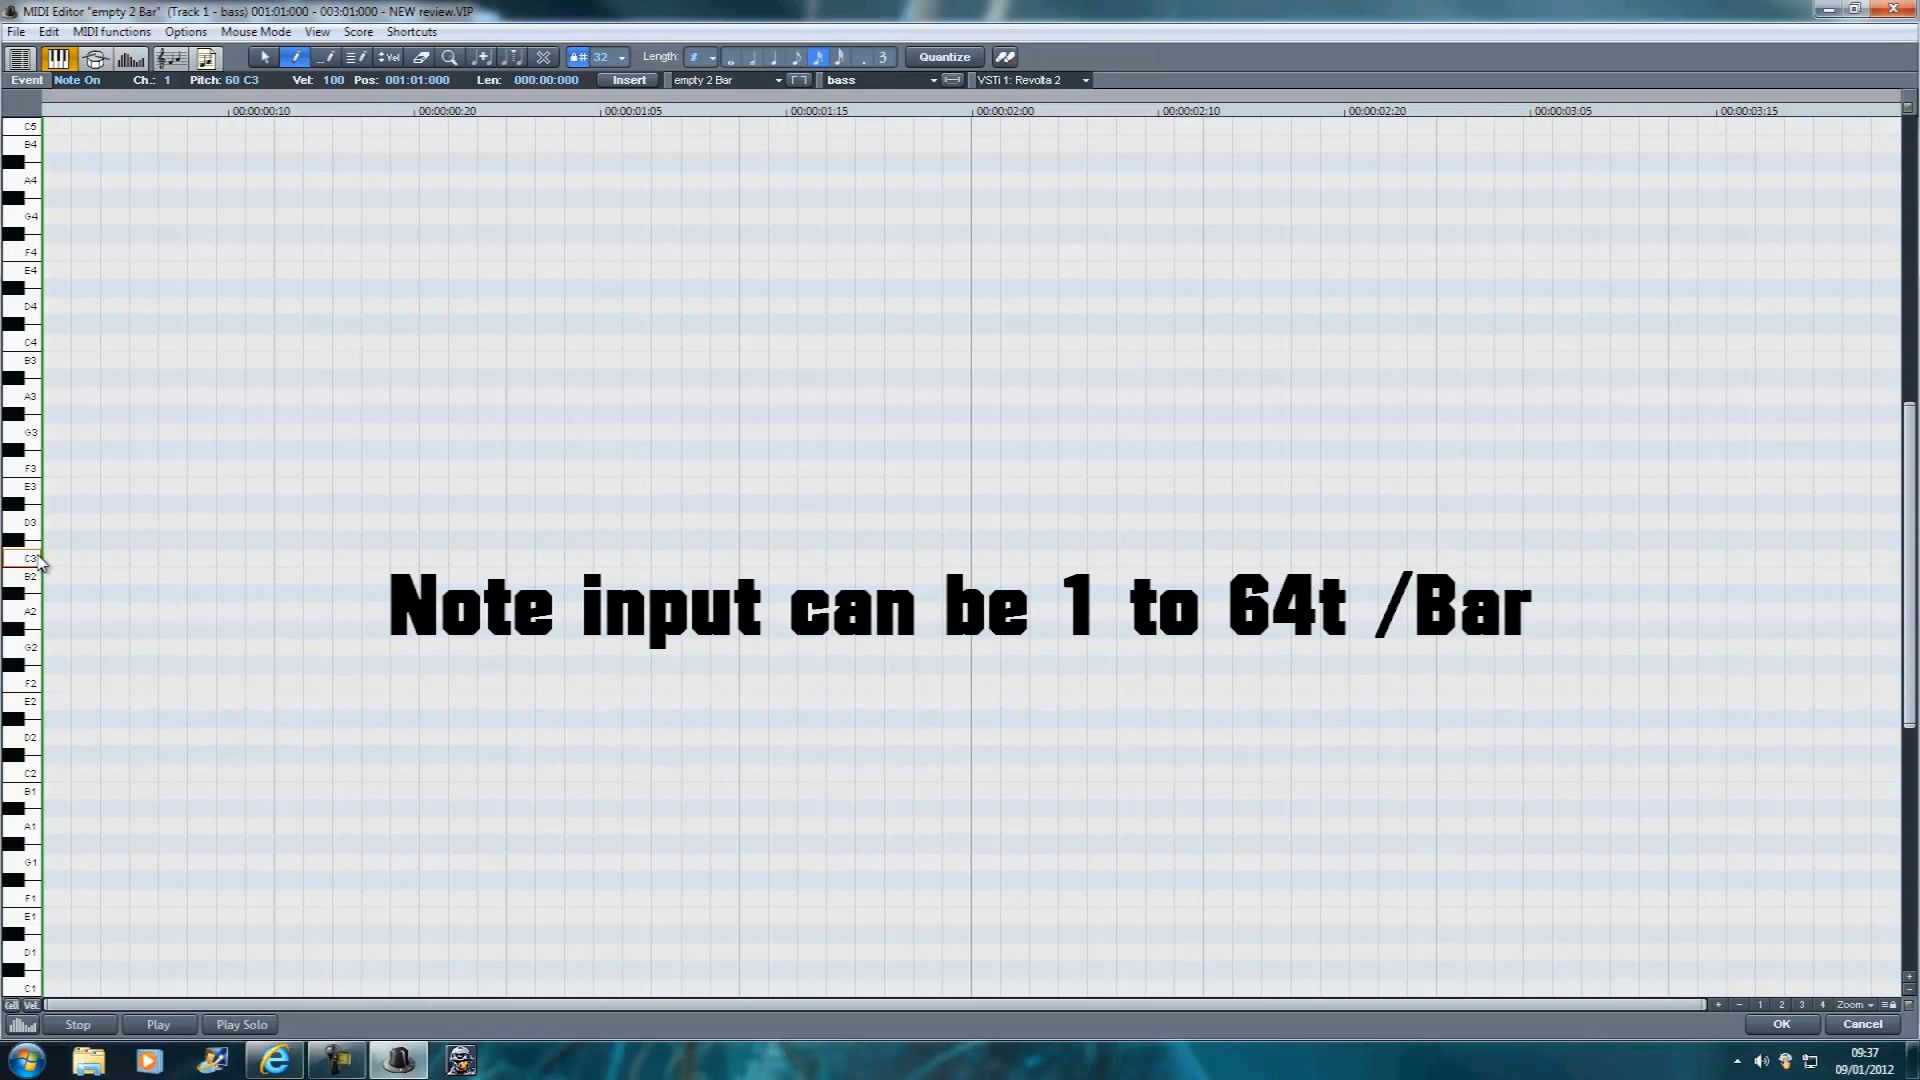 MIDI Editor "empty 2 Bar" (Track 1 - bass) 001:01:000 - 003:01:000 - NEW review.VIP
File Edit MIDI functions Options Mouse Mode View Score Shortcuts
Vel 32 Length: 3 Quantize
Event Note On Ch.: 1 Pitch: 60 C3 Vel: 100 Pos: 001:01:000 Len: 000:00:000 Insert empty 2 Bar bass VSTi 1: Revolta 2
00:00:00:10 00:00:00:20 00:00:01:05 00:00:01:15 00:00:02:00 00:00:02:10 00:00:02:20 00:00:03:05 00:00:03:15
C5
B4
A4
G4
F4
E4
D4
C4
B3
A3
G3
F3
E3
D3
C3
B2
A2
Note input can be 1 to 64t /Bar
G2
F2
E2
D2
C2
B1
A1
G1
F1
E1
D1
C1
Cell Vel. + - 1 2 3 4 Zoom
Stop Play Play Solo OK Cancel
09:37
09/01/2012